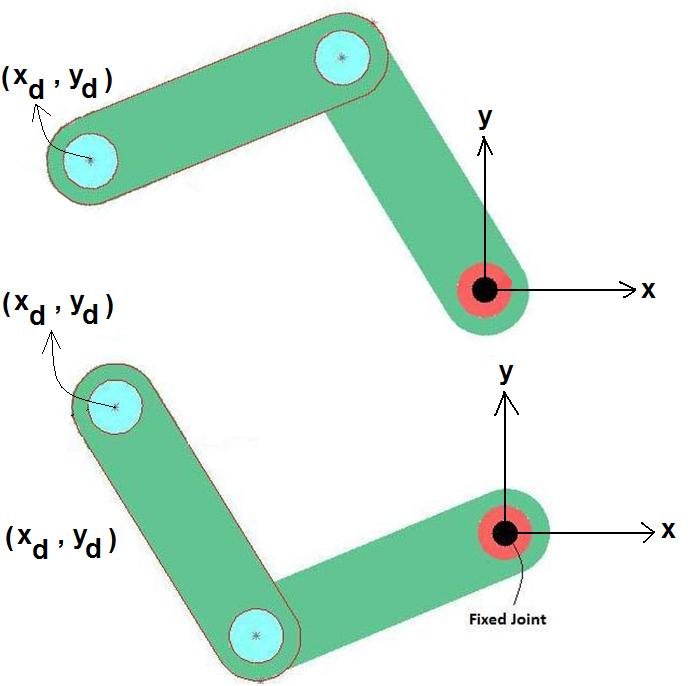 (xd , yd )
y
x
(xd , yd )
y
x
(xd , yd )
Fixed Joint